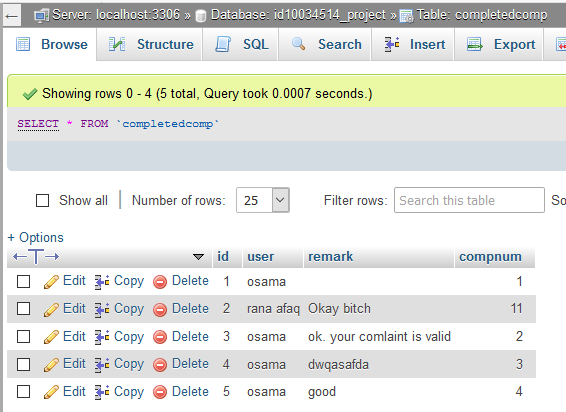 Server: localhost:3306 » Database: id10034514_project » Table: completedcomp
Browse Structure SQL Search Insert Export
Showing rows 0 - 4 (5 total, Query took 0.0007 seconds.)
SELECT * FROM `completedcomp`
Show all Number of rows: 25 Filter rows: Search this table So
+ Options
←T→ id user remark compnum
Edit Copy Delete 1 osama 1
Edit Copy Delete 2 rana afaq Okay bitch 11
Edit Copy Delete 3 osama ok. your comlaint is valid 2
Edit Copy Delete 4 osama dwqasafda 3
Edit Copy Delete 5 osama good 4